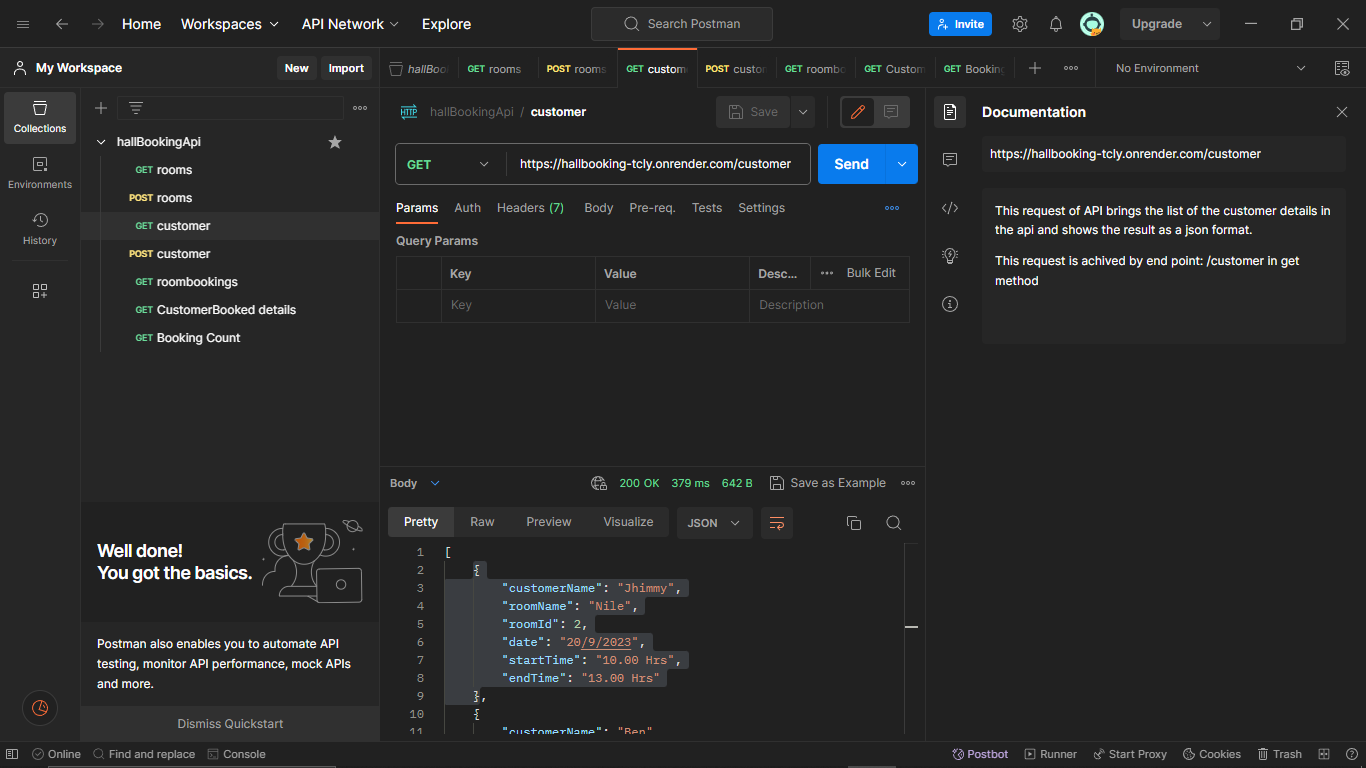 Home Workspaces API Network Explore Search Postman Invite Upgrade
My Workspace New Import hallBoo GET rooms POST rooms GET custom POST custor GET roombo GET Custom GET Booking No Environment
Collections
Environments
History
hallBookingApi
GET rooms
POST rooms
GET customer
POST customer
GET roombookings
GET CustomerBooked details
GET Booking Count
Well done!
You got the basics.
Postman also enables you to automate API
testing, monitor API performance, mock APIs
and more.
Dismiss Quickstart
HTTP hallBookingApi / customer Save
GET https://hallbooking-tcly.onrender.com/customer Send
Params Auth Headers (7) Body Pre-req. Tests Settings
Query Params
Key Value Desc... Bulk Edit
Key Value Description
Body 200 OK 379 ms 642 B Save as Example
Pretty Raw Preview Visualize JSON
1 [
2 {
3 "customerName": "Jhimmy",
4 "roomName": "Nile",
5 "roomId": 2,
6 "date": "20/9/2023",
7 "startTime": "10.00 Hrs",
8 "endTime": "13.00 Hrs"
9 },
10 {
11 "customerName": "Ben"
Documentation
https://hallbooking-tcly.onrender.com/customer
This request of API brings the list of the customer details in
the api and shows the result as a json format.
This request is achived by end point: /customer in get
method
Online Find and replace Console Postbot Runner Start Proxy Cookies Trash